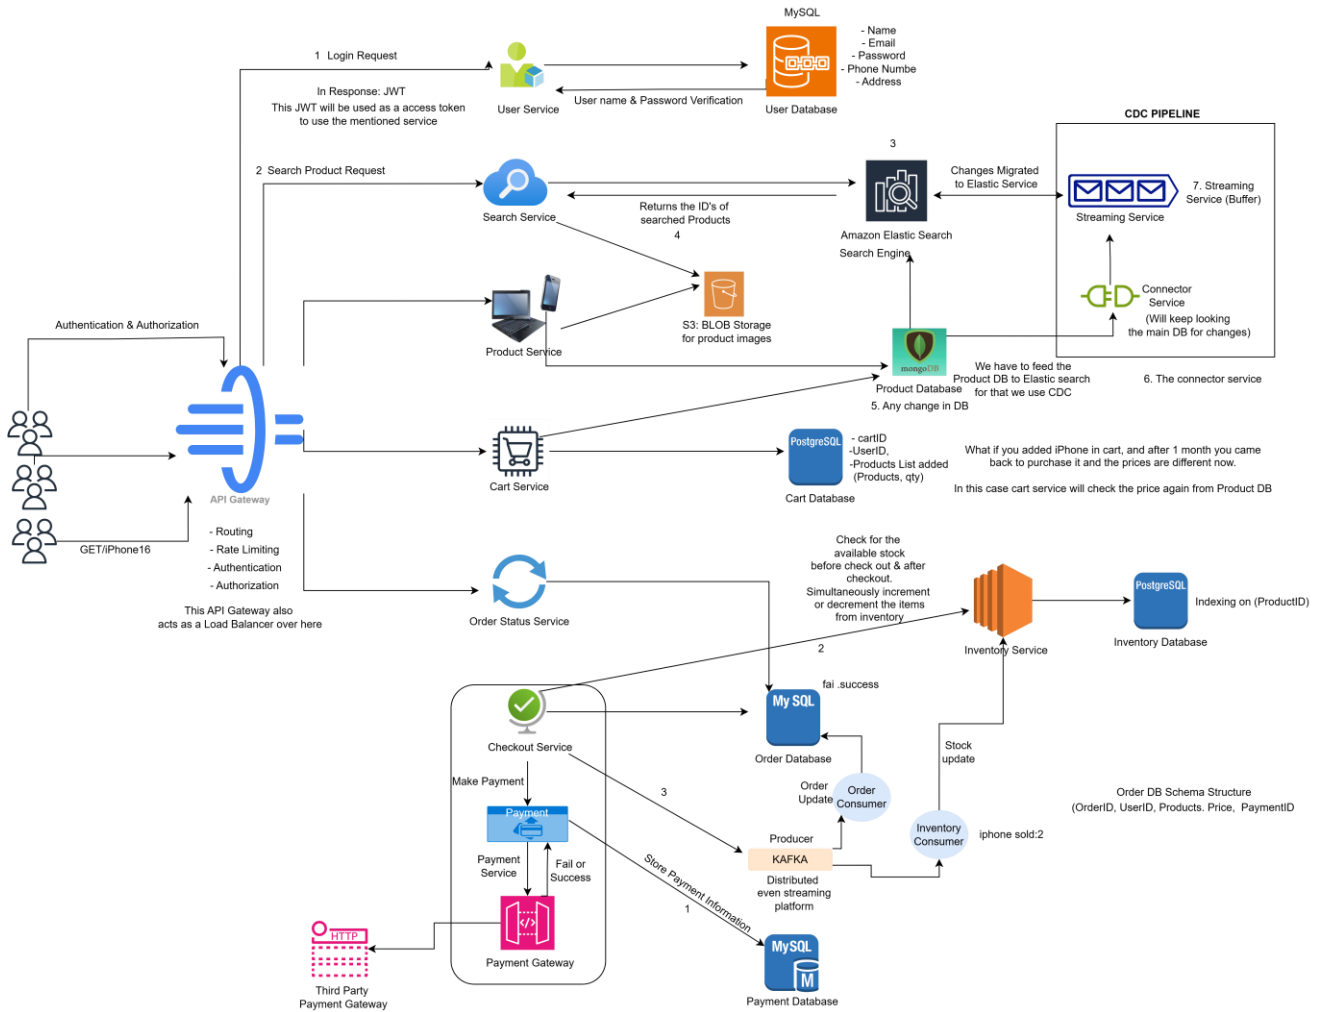 MySQL
- Name
- Email
- Password
- Phone Numbe
- Address
User Database
1 Login Request
In Response: JWT
This JWT will be used as a access token
to use the mentioned service
User Service
User name & Password Verification
CDC PIPELINE
2 Search Product Request
Search Service
Returns the ID's of
searched Products
4
3
Amazon Elastic Search
Search Engine
Changes Migrated
to Elastic Service
Streaming Service
7. Streaming
Service (Buffer)
Connector
Service
(Will keep looking
the main DB for changes)
6. The connector service
S3: BLOB Storage
for product images
Product Service
mongoDB
Product Database
5. Any change in DB
We have to feed the
Product DB to Elastic search
for that we use CDC
Authentication & Authorization
API Gateway
GET/iPhone16
- Routing
- Rate Limiting
- Authentication
- Authorization
This API Gateway also
acts as a Load Balancer over here
Cart Service
PostgreSQL
Cart Database
- cartID
-UserID,
-Products List added
(Products, qty)
What if you added iPhone in cart, and after 1 month you came
back to purchase it and the prices are different now.
In this case cart service will check the price again from Product DB
Order Status Service
Check for the
available stock
before check out & after
checkout.
Simultaneously increment
or decrement the items
from inventory
2
Inventory Service
PostgreSQL
Inventory Database
Indexing on (ProductID)
fai .success
My SQL
Order Database
Checkout Service
Make Payment
Payment
Payment
Service
Fail or
Success
Payment Gateway
HTTP
Third Party
Payment Gateway
3
Store Payment Information
1
Producer
KAFKA
Distributed
even streaming
platform
Order
Update
Order
Consumer
Stock
update
Inventory
Consumer
iphone sold:2
Order DB Schema Structure
(OrderID, UserID, Products. Price, PaymentID
MySQL
M
Payment Database